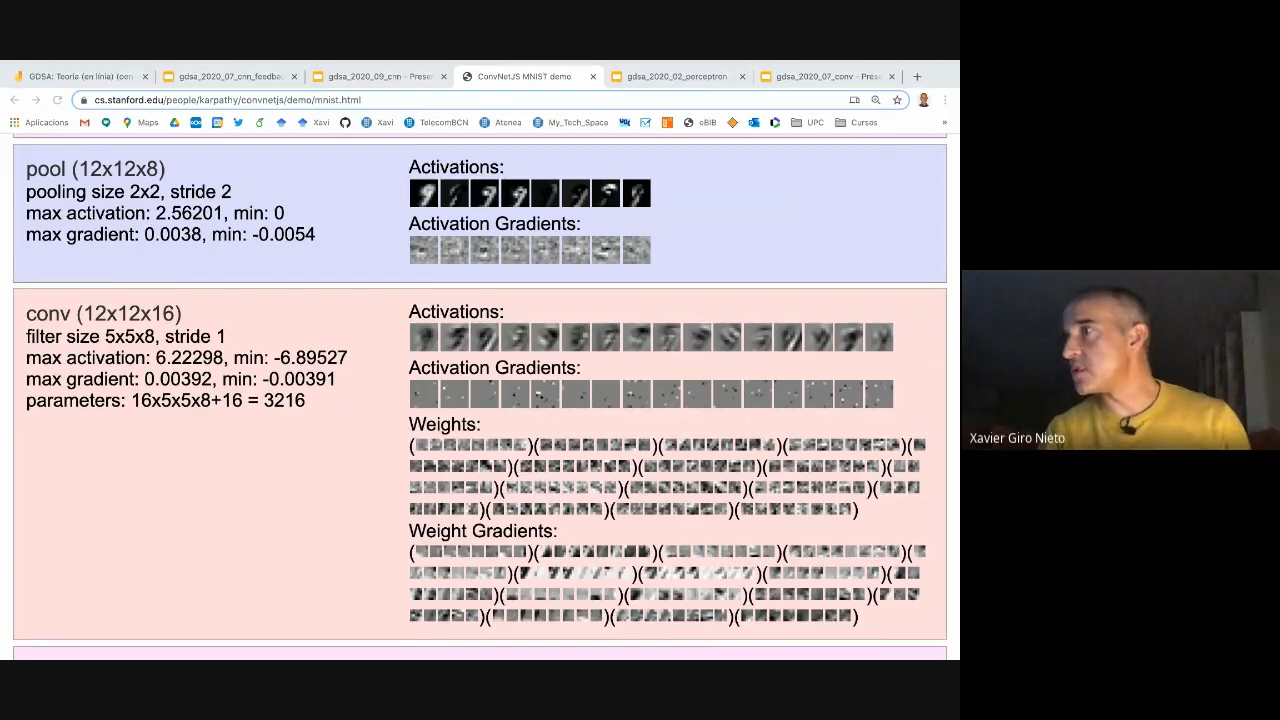 GDSA: Teoria (en línia) (cen
gdsa_2020_07_cnn_feedba
gdsa_2020_09_cnn - Prese
ConvNetJS MNIST demo
gdsa_2020_02_perceptron
gdsa_2020_07_conv - Pres
cs.stanford.edu/people/karpathy/convnetjs/demo/mnist.html
Aplicacions
Maps
Xavi
Xavi
TelecomBCN
Atenea
My_Tech_Space
eBIB
UPC
Cursos
»
pool (12x12x8)
pooling size 2x2, stride 2
max activation: 2.56201, min: 0
max gradient: 0.0038, min: -0.0054
Activations:
Activation Gradients:
conv (12x12x16)
filter size 5x5x8, stride 1
max activation: 6.22298, min: -6.89527
max gradient: 0.00392, min: -0.00391
parameters: 16x5x5x8+16 = 3216
Activations:
Activation Gradients:
Weights:
Weight Gradients:
Xavier Giro Nieto